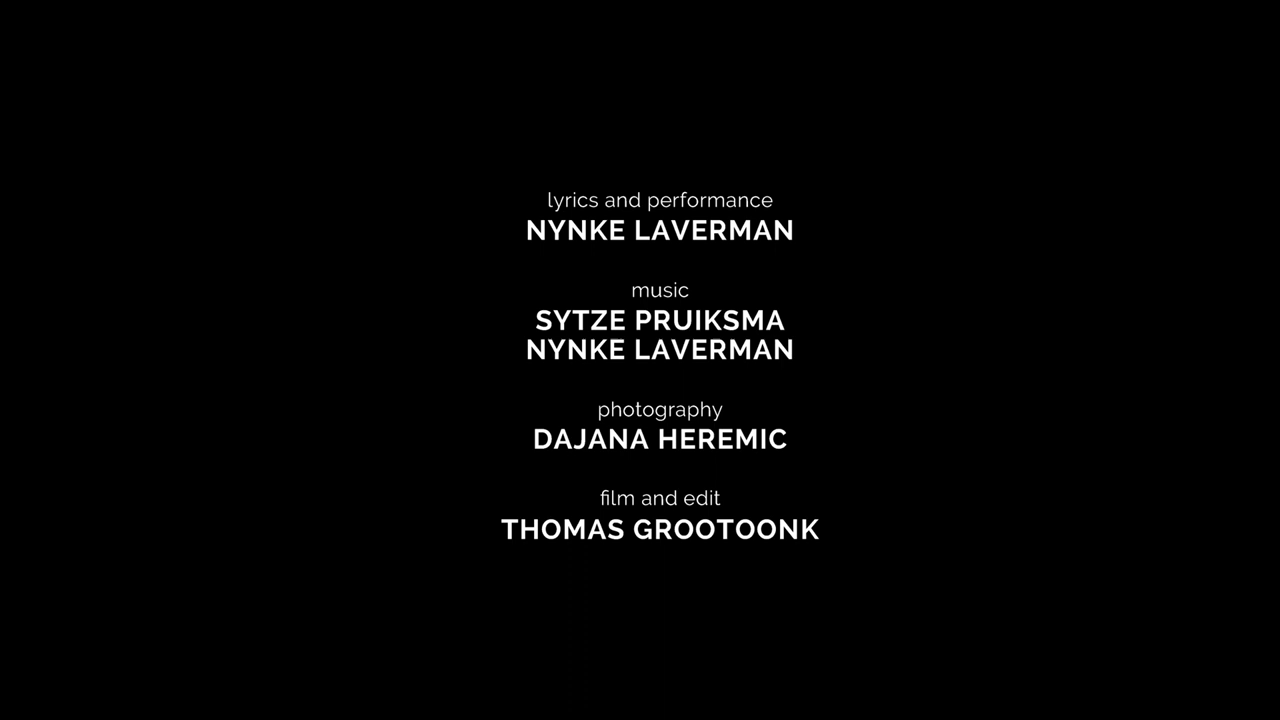 lyrics and performance
NYNKE LAVERMAN
music
SYTZE PRUIKSMA
NYNKE LAVERMAN
photography
DAJANA HEREMIC
film and edit
THOMAS GROOTOONK